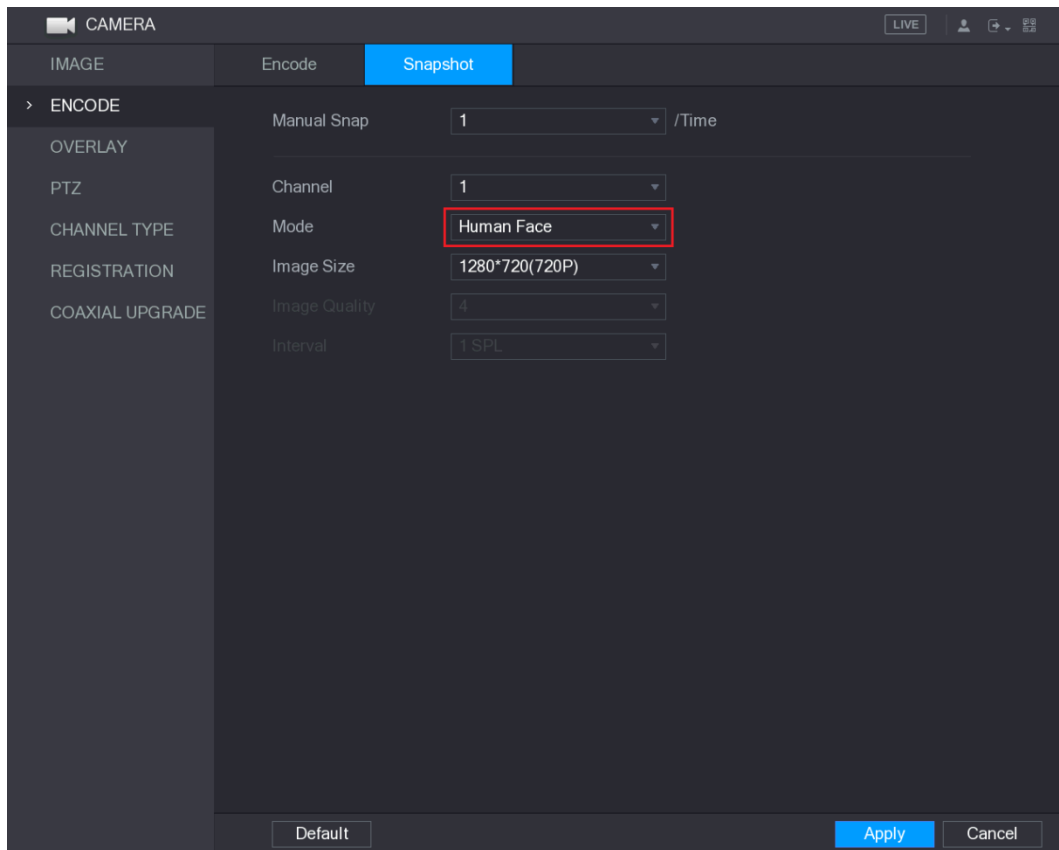 CAMERA LIVE
IMAGE
ENCODE
OVERLAY
PTZ
CHANNEL TYPE
REGISTRATION
COAXIAL UPGRADE
Encode Snapshot
Manual Snap 1 /Time
Channel 1
Mode Human Face
Image Size 1280*720(720P)
Image Quality 4
Interval 1 SPL
Default Apply Cancel